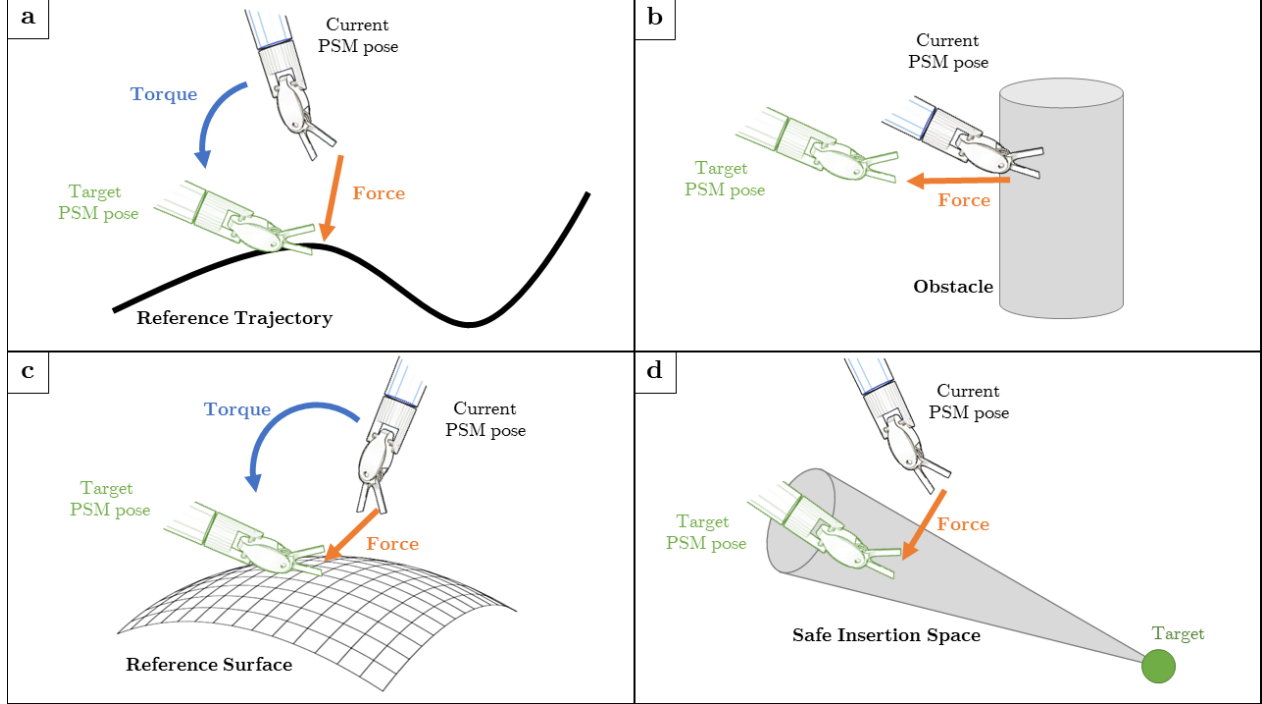 a
Current
PSM pose
Torque
Target
PSM pose
Force
Reference Trajectory
b
Current
PSM pose
Target
PSM pose
Force
Obstacle
c
Current
PSM pose
Torque
Target
PSM pose
Force
Reference Surface
d
Current
PSM pose
Target
PSM pose
Force
Safe Insertion Space
Target